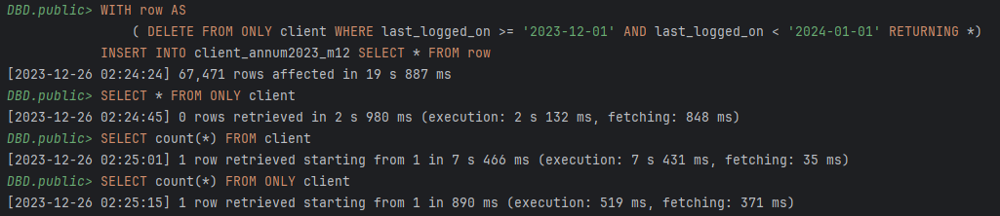 DBD.public> WITH row AS
( DELETE FROM ONLY client WHERE last_logged_on >= '2023-12-01' AND last_logged_on < '2024-01-01' RETURNING *)
INSERT INTO client_annum2023_m12 SELECT * FROM row
[2023-12-26 02:24:24] 67,471 rows affected in 19 s 887 ms
DBD.public> SELECT * FROM ONLY client
[2023-12-26 02:24:45] 0 rows retrieved in 2 s 980 ms (execution: 2 s 132 ms, fetching: 848 ms)
DBD.public> SELECT count(*) FROM client
[2023-12-26 02:25:01] 1 row retrieved starting from 1 in 7 s 466 ms (execution: 7 s 431 ms, fetching: 35 ms)
DBD.public> SELECT count(*) FROM ONLY client
[2023-12-26 02:25:15] 1 row retrieved starting from 1 in 890 ms (execution: 519 ms, fetching: 371 ms)